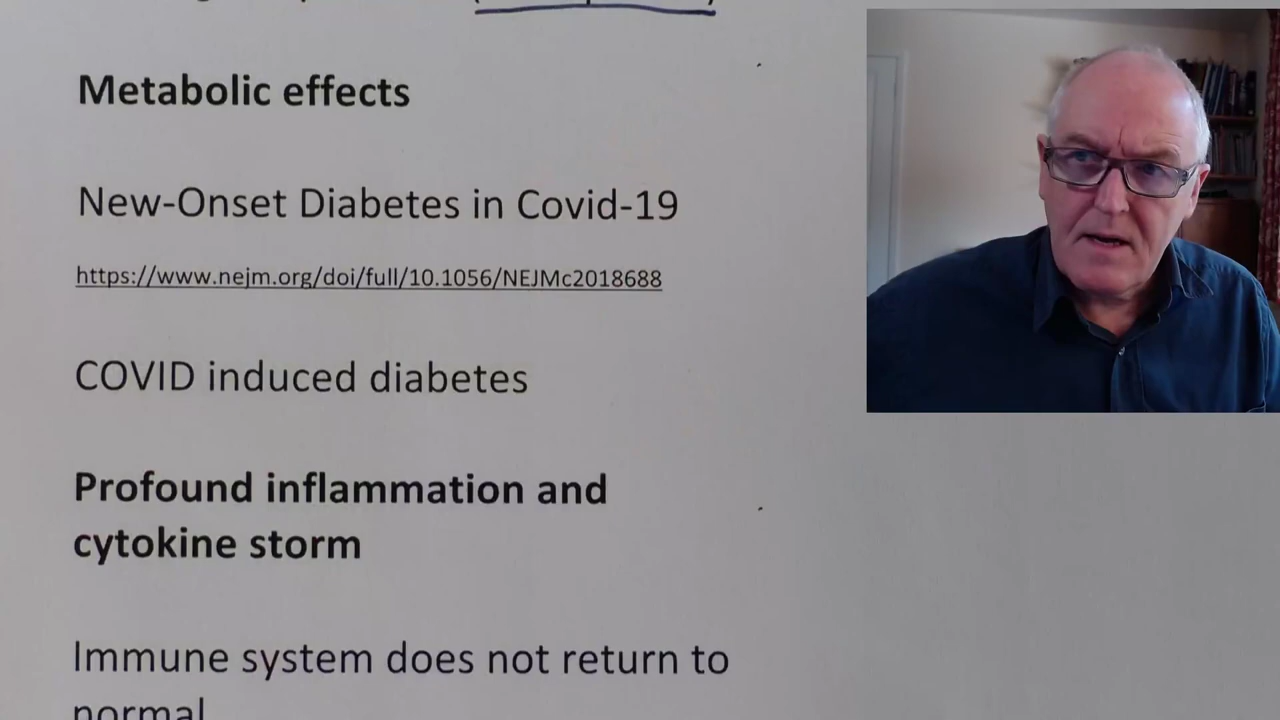 Metabolic effects
New-Onset Diabetes in Covid-19
https://www.nejm.org/doi/full/10.1056/NEJMc2018688
COVID induced diabetes
Profound inflammation and
cytokine storm
Immune system does not return to
normal